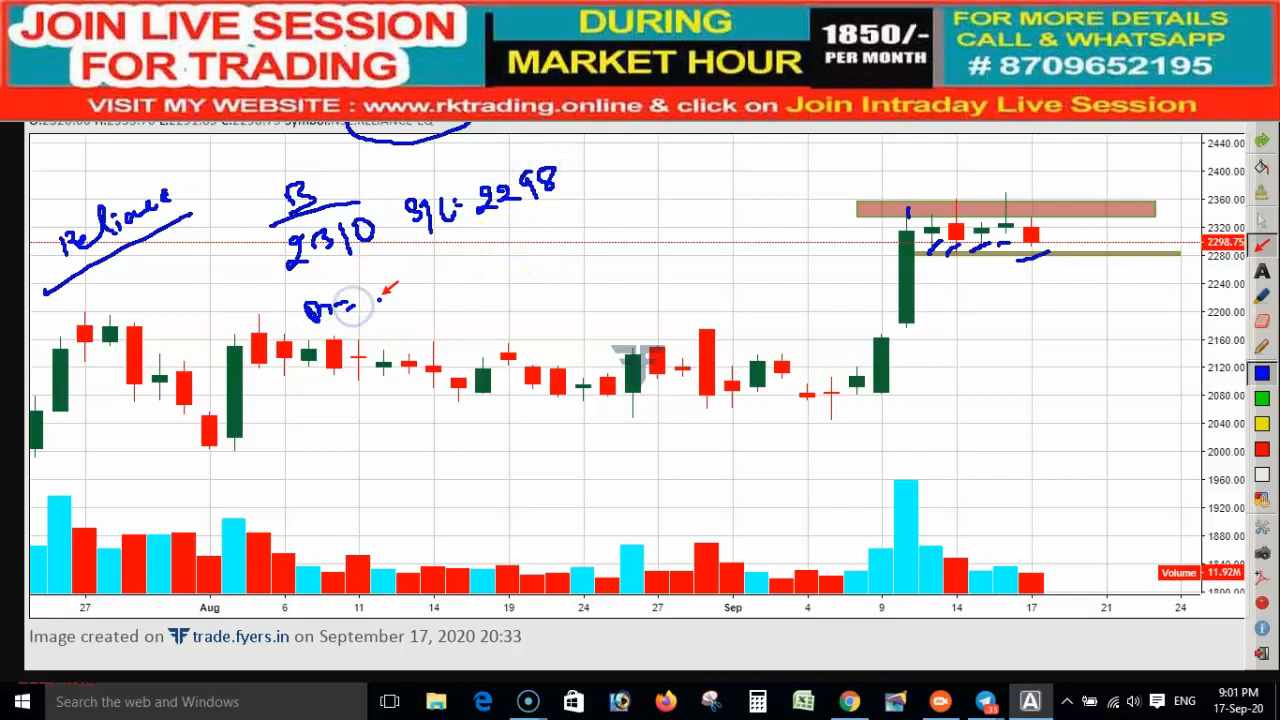 JOIN LIVE SESSION
FOR TRADING
DURING
MARKET HOUR
1850/-
PER MONTH
FOR MORE DETAILS
CALL & WHATSAPP
# 8709652195
VISIT MY WEBSITE : www.rktrading.online & click on Join Intraday Live Session
Reliance
B
2310
S/L= 2298
2440.00
2400.00
2360.00
2320.00
2298.75
2280.00
2240.00
2200.00
2160.00
2120.00
2080.00
2040.00
2000.00
1960.00
1920.00
1880.00
1840.00
Volume 11.92M
1800.00
27 Aug 6 11 14 19 24 27 Sep 4 9 14 17 21 24
Image created on trade.fyers.in on September 17, 2020 20:33
Search the web and Windows
ENG
9:01 PM
17-Sep-20